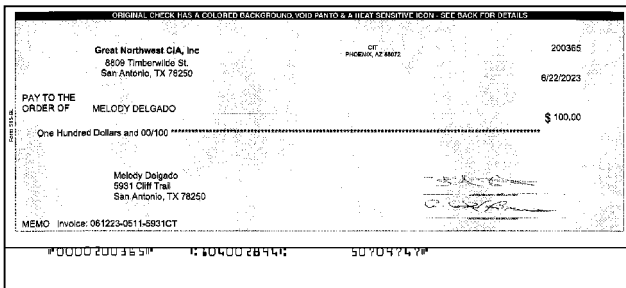 ORIGINAL CHECK HAS A COLORED BACKGROUND, VOID PANTO & A HEAT SENSITIVE ICON - SEE BACK FOR DETAILS
Great Northwest CIA, Inc
8809 Timberwilde St.
San Antonio, TX 78250
CIT
PHOENIX, AZ 85072
200365
6/22/2023
PAY TO THE
ORDER OF MELODY DELGADO
$ 100.00
One Hundred Dollars and 00/100
Melody Delgado
5931 Cliff Trail
San Antonio, TX 78250
MEMO Invoice: 061223-0511-5931CT